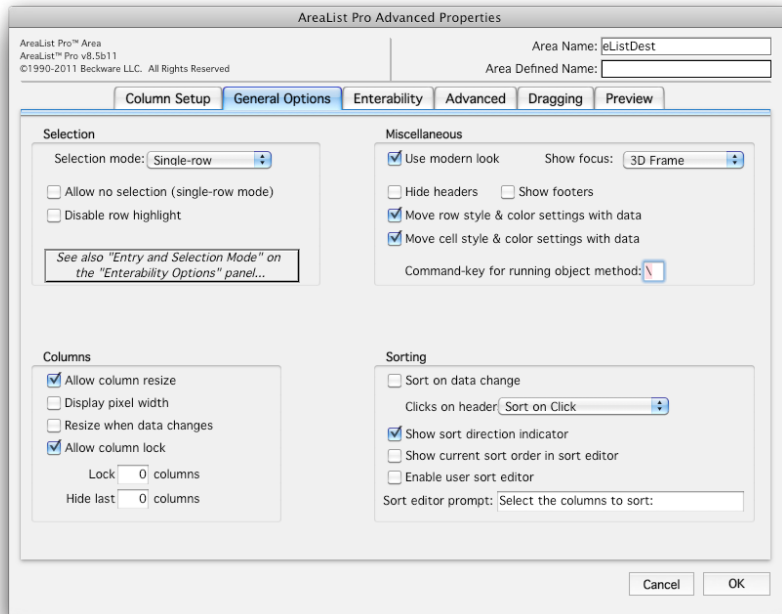 AreaList Pro Advanced Properties
AreaList Pro™ Area
AreaList™ Pro v8.5b11
©1990-2011 Beckware LLC. All Rights Reserved
Area Name: eListDest
Area Defined Name:
Column Setup General Options Enterability Advanced Dragging Preview
Selection
Selection mode: Single-row
Allow no selection (single-row mode)
Disable row highlight
See also "Entry and Selection Mode" on
the "Enterability Options" panel...
Miscellaneous
Use modern look Show focus: 3D Frame
Hide headers Show footers
Move row style & color settings with data
Move cell style & color settings with data
Command-key for running object method: \
Columns
Allow column resize
Display pixel width
Resize when data changes
Allow column lock
Lock 0 columns
Hide last 0 columns
Sorting
Sort on data change
Clicks on header Sort on Click
Show sort direction indicator
Show current sort order in sort editor
Enable user sort editor
Sort editor prompt: Select the columns to sort:
Cancel OK